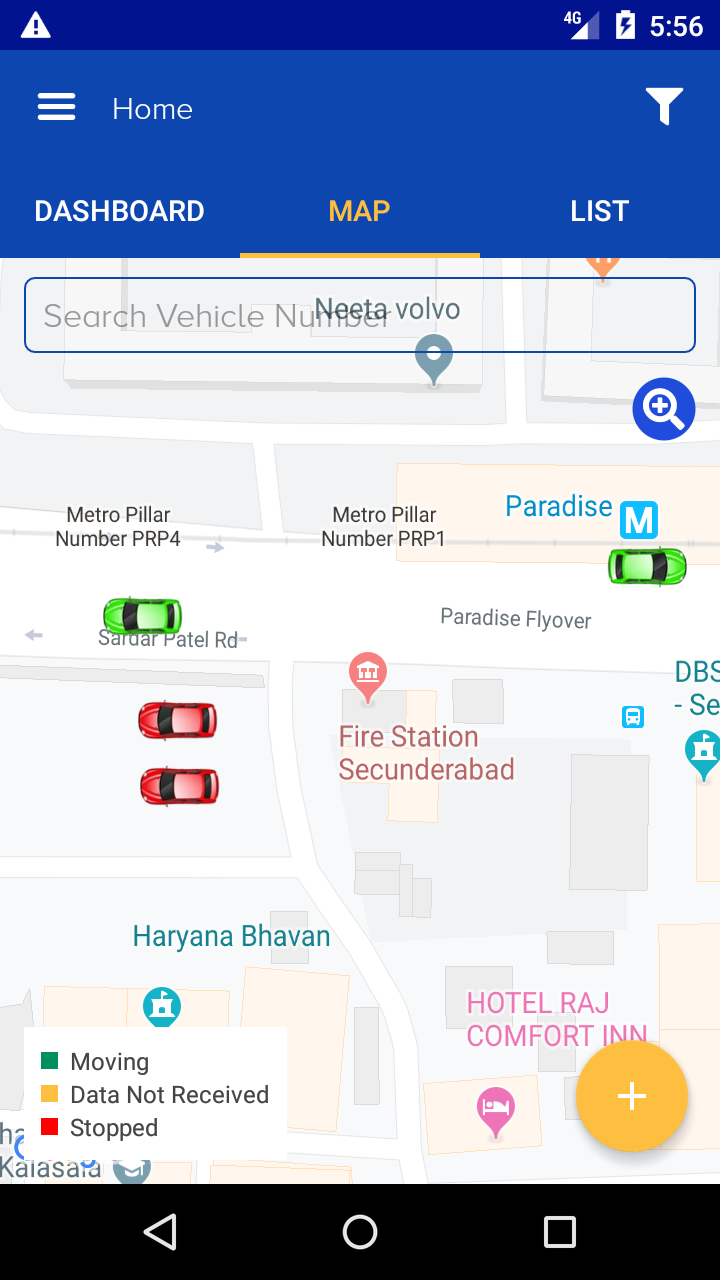 4G 5:56
Home
DASHBOARD MAP LIST
Neeta volvo
Search Vehicle Number
Metro Pillar
Number PRP4
Metro Pillar
Number PRP1
Paradise M
Paradise Flyover
Sardar Patel Rd
DBS
- Se
Fire Station
Secunderabad
Haryana Bhavan
HOTEL RAJ
COMFORT INN
Moving
Data Not Received
Stopped
Kalasala